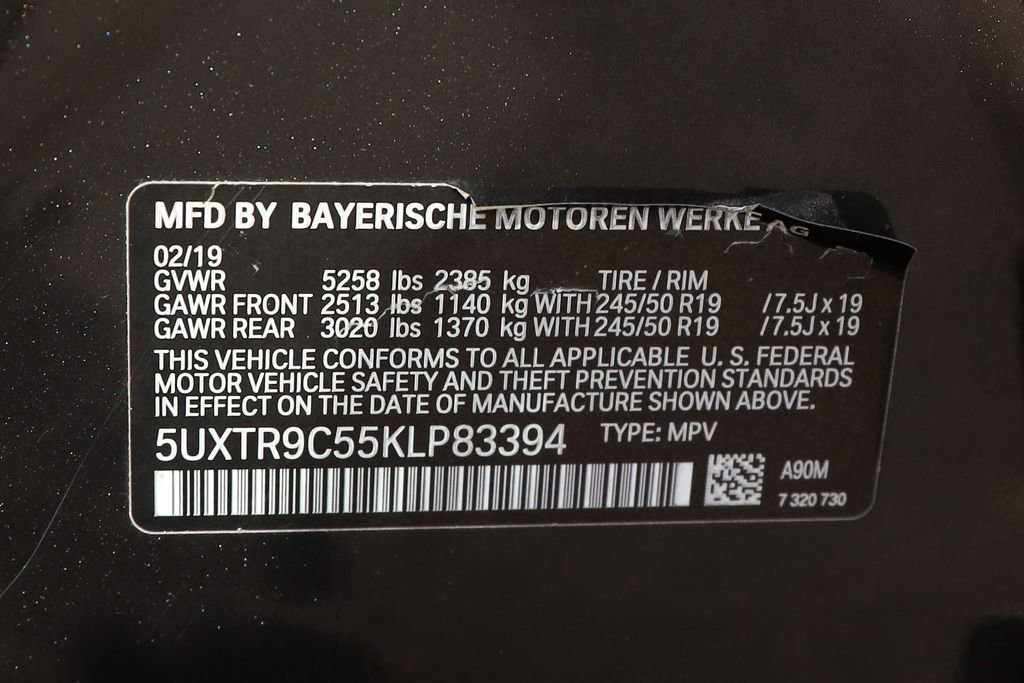 MFD BY BAYERISCHE MOTOREN WERKE AG
02/19
GVWR 5258 lbs 2385 kg TIRE / RIM
GAWR FRONT 2513 lbs 1140 kg WITH 245/50 R19 /7.5J x 19
GAWR REAR 3020 lbs 1370 kg WITH 245/50 R19 /7.5J x 19
THIS VEHICLE CONFORMS TO ALL APPLICABLE U. S. FEDERAL
MOTOR VEHICLE SAFETY AND THEFT PREVENTION STANDARDS
IN EFFECT ON THE DATE OF MANUFACTURE SHOWN ABOVE.
5UXTR9C55KLP83394 TYPE: MPV
A90M
7 320 730